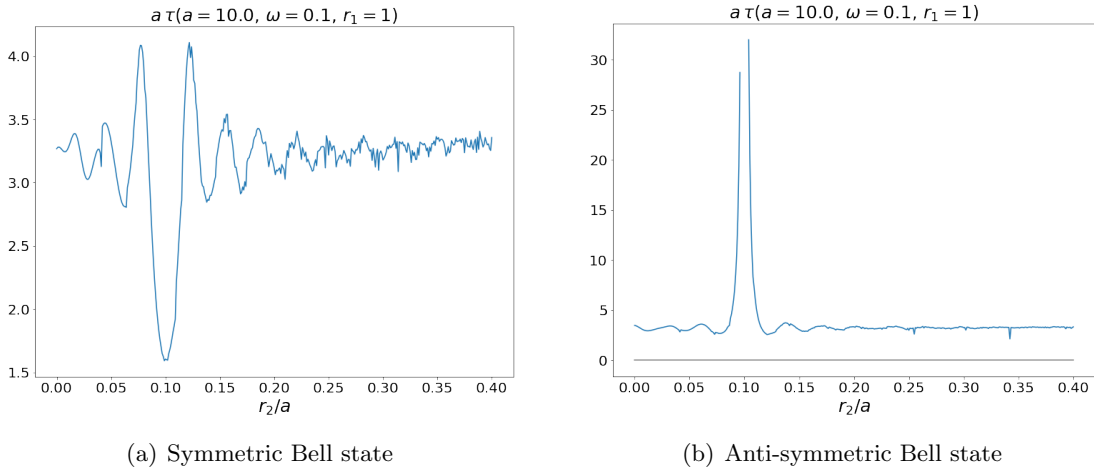 a τ(a = 10.0, ω = 0.1, r₁ = 1)
4.0
3.5
3.0
2.5
2.0
1.5
0.00 0.05 0.10 0.15 0.20 0.25 0.30 0.35 0.40
r₂/a
(a) Symmetric Bell state
a τ(a = 10.0, ω = 0.1, r₁ = 1)
30
25
20
15
10
5
0
0.00 0.05 0.10 0.15 0.20 0.25 0.30 0.35 0.40
r₂/a
(b) Anti-symmetric Bell state